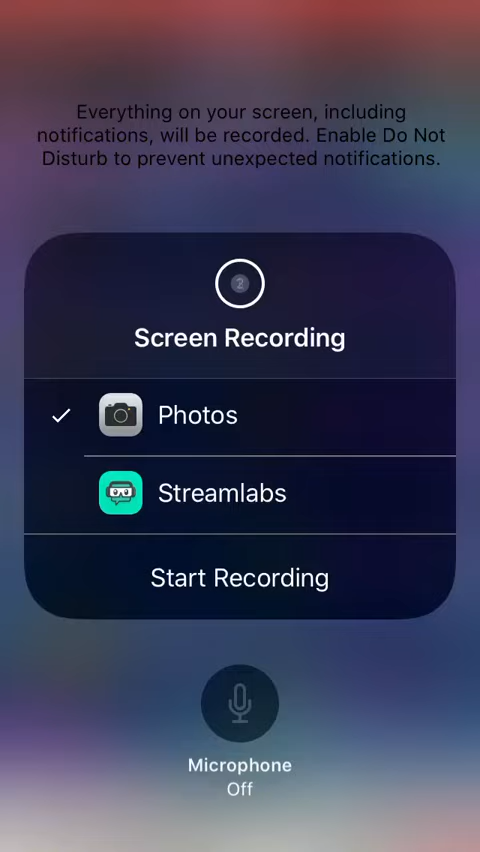 Everything on your screen, including
notifications, will be recorded. Enable Do Not
Disturb to prevent unexpected notifications.
2
Screen Recording
Photos
Streamlabs
Start Recording
Microphone
Off